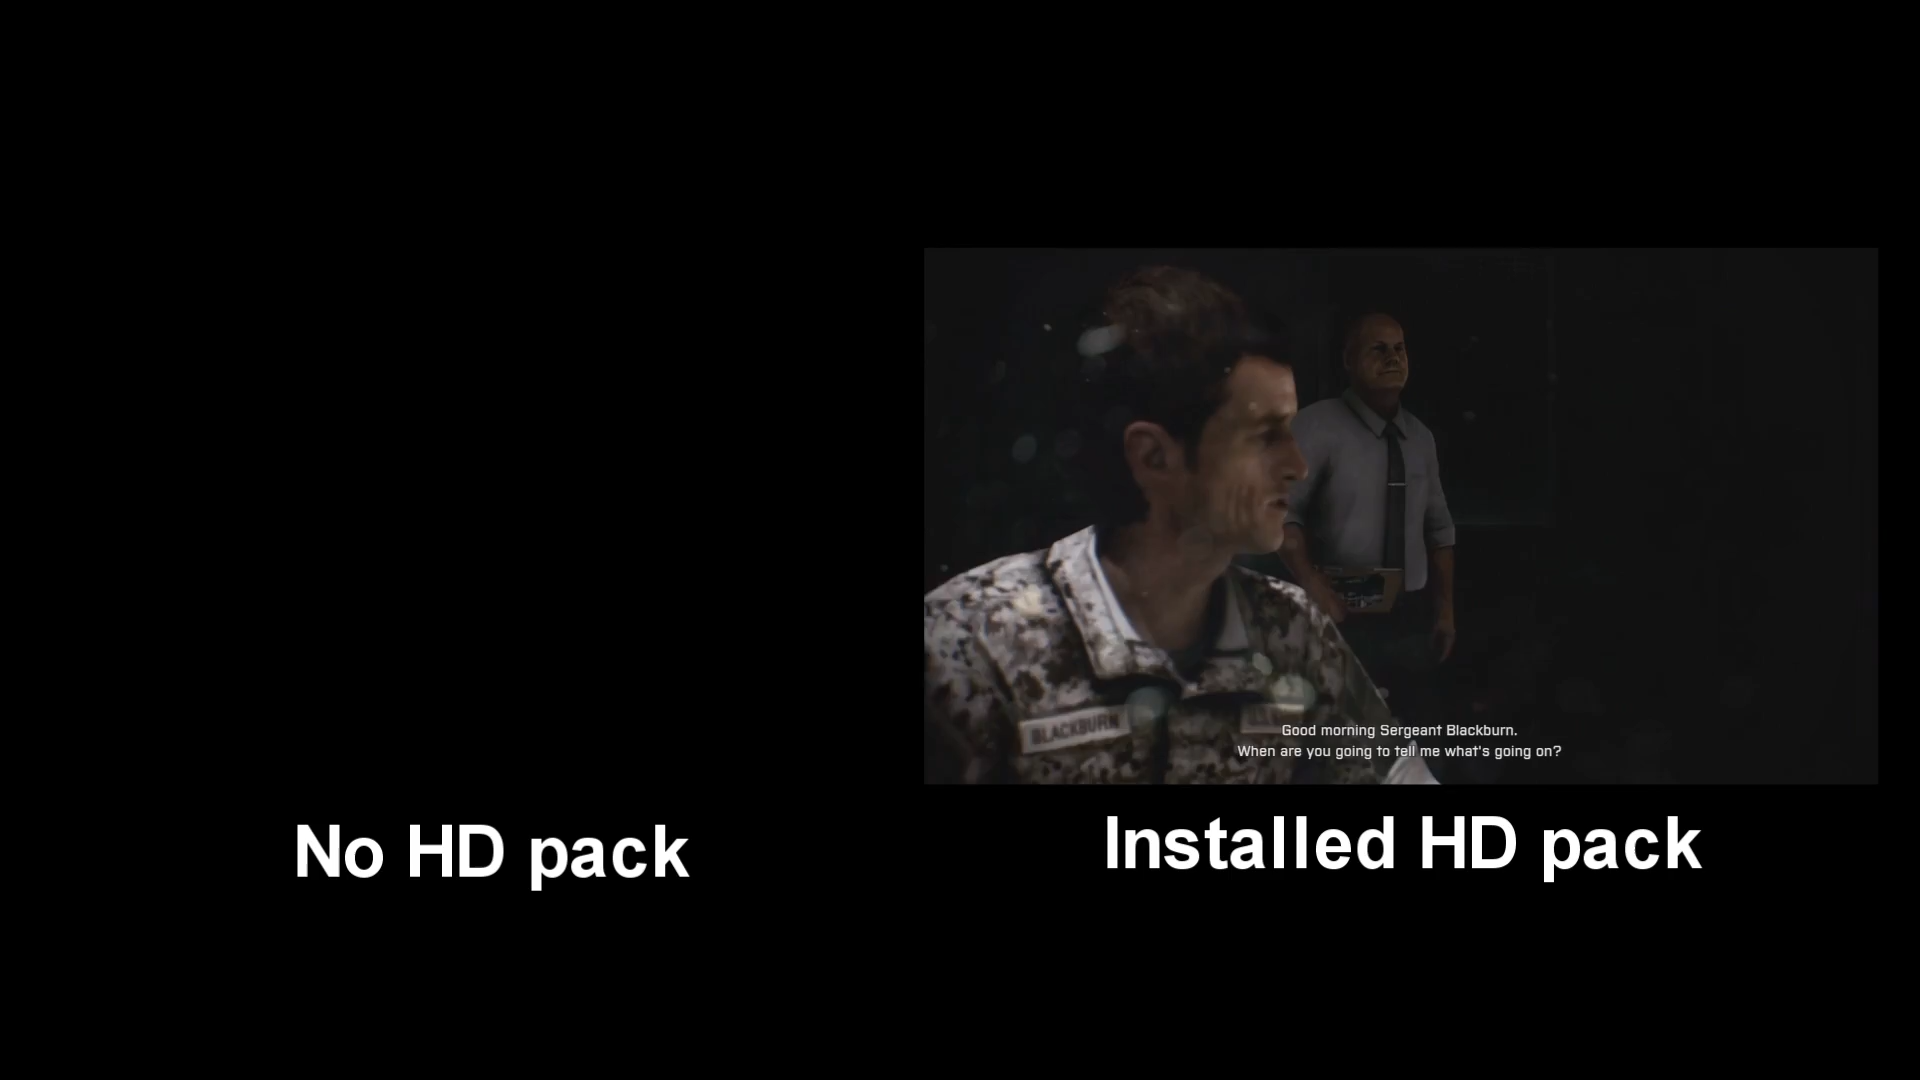 BLACKBURN
Good morning Sergeant Blackburn.
When are you going to tell me what's going on?
No HD pack
Installed HD pack